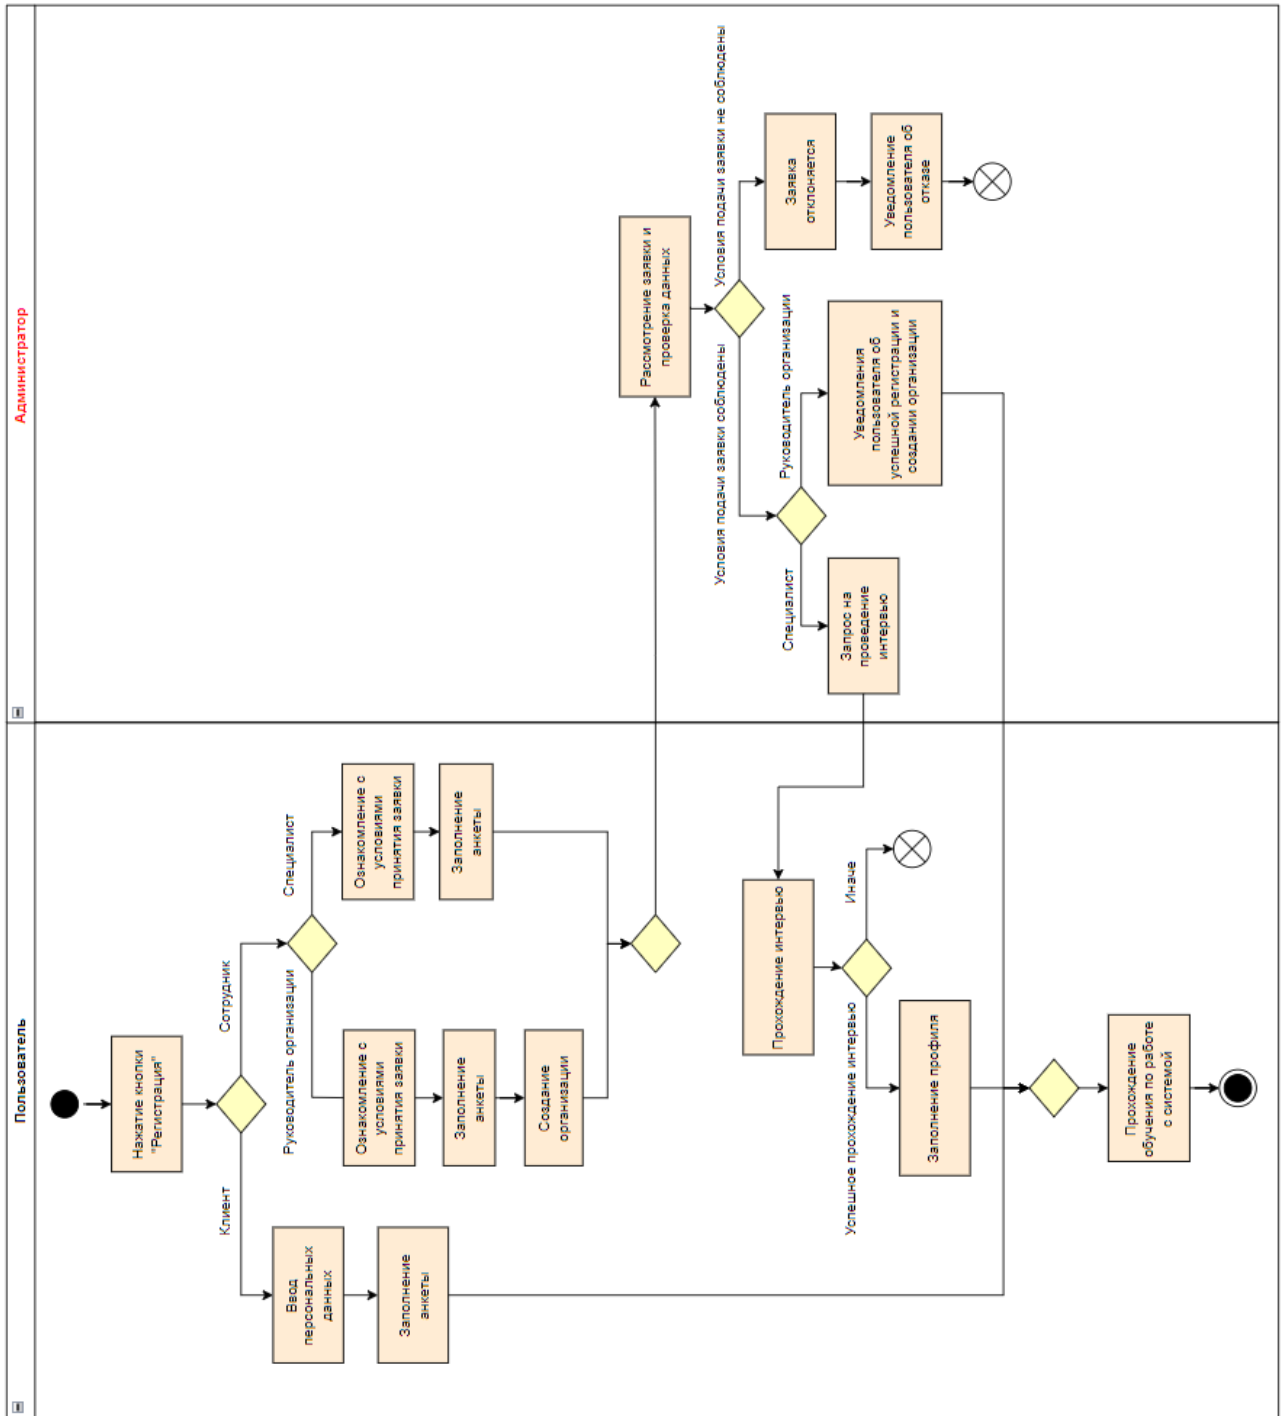 Пользователь
Администратор
Нажатие кнопки
"Регистрация"
Клиент
Сотрудник
Ввод
персональных
данных
Заполнение
анкеты
Руководитель организации
Специалист
Ознакомление с
условиями
принятия заявки
Заполнение
анкеты
Создание
организации
Ознакомление с
условиями
принятия заявки
Заполнение
анкеты
Рассмотрение заявки и
проверка данных
Условия подачи заявки соблюдены
Условия подачи заявки не соблюдены
Заявка
отклоняется
Уведомление
пользователя об
отказе
Специалист
Руководитель организации
Запрос на
проведение
интервью
Уведомления
пользователя об
успешной регистрации и
создании организации
Прохождение интервью
Успешное прохождение интервью
Иначе
Заполнение профиля
Прохождение
обучения по работе
с системой